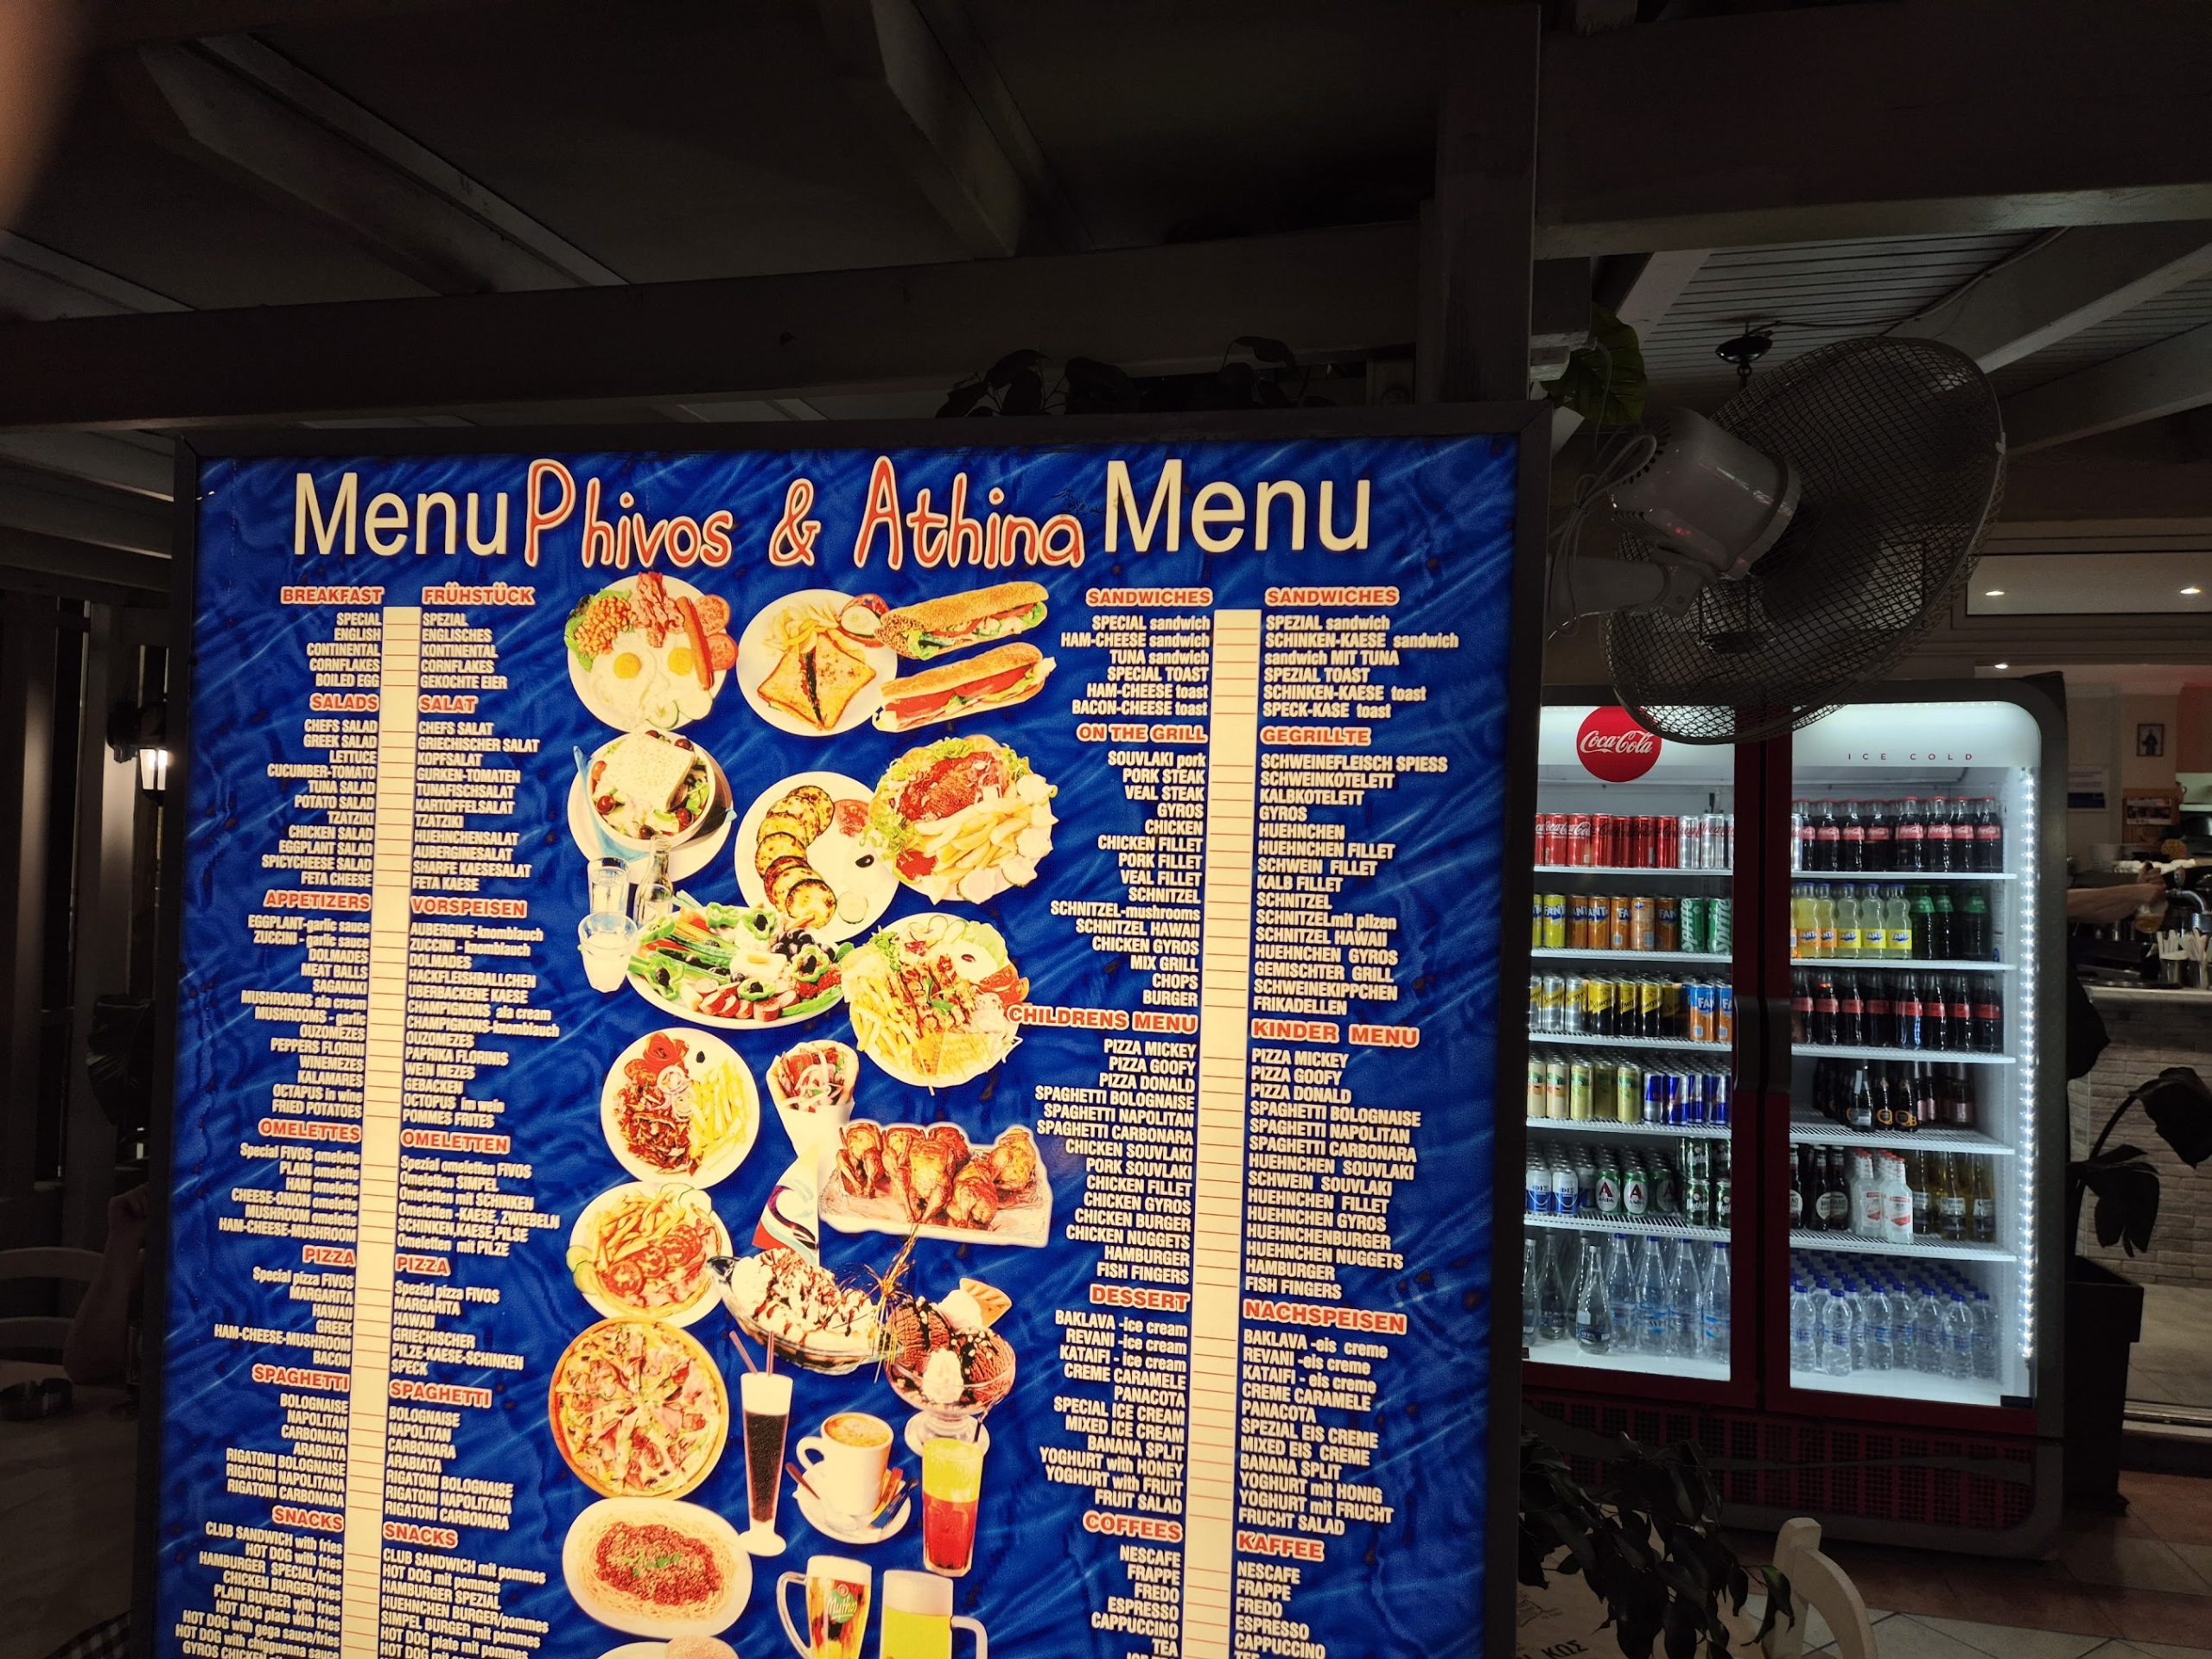 Menu Phivos & Athina Menu
BREAKFAST
SPECIAL
ENGLISH
CONTINENTAL
CORNFLAKES
BOILED EGG
SALADS
CHEFS SALAD
GREEK SALAD
LETTUCE
CUCUMBER-TOMATO
TUNA SALAD
POTATO SALAD
TZATZIKI
CHICKEN SALAD
EGGPLANT SALAD
SPICYCHEESE SALAD
FETA CHEESE
APPETIZERS
EGGPLANT-garlic sauce
ZUCCINI - garlic sauce
DOLMADES
MEAT BALLS
SAGANAKI
MUSHROOMS ala cream
MUSHROOMS - garlic
OUZOMEZES
PEPPERS FLORINI
WINEMEZES
KALAMARES
OCTAPUS in wine
FRIED POTATOES
OMELETTES
Special FIVOS omelette
PLAIN omelette
HAM omelette
CHEESE-ONION omelette
MUSHROOM omelette
HAM-CHEESE-MUSHROOM
PIZZA
Special pizza FIVOS
MARGARITA
HAWAII
GREEK
HAM-CHEESE-MUSHROOM
BACON
SPAGHETTI
BOLOGNAISE
NAPOLITAN
CARBONARA
ARABIATA
RIGATONI BOLOGNAISE
RIGATONI NAPOLITANA
RIGATONI CARBONARA
SNACKS
CLUB SANDWICH with fries
HOT DOG with fries
HAMBURGER SPECIAL/fries
CHICKEN BURGER/fries
PLAIN BURGER with fries
HOT DOG plate with fries
HOT DOG with gega sauce/fries
HOT DOG with chigguenna sauce
GYROS CHICKEN
FRÜHSTÜCK
SPEZIAL
ENGLISCHES
KONTINENTAL
CORNFLAKES
GEKOCHTE EIER
SALAT
CHEFS SALAT
GRIECHISCHER SALAT
KOPFSALAT
GURKEN-TOMATEN
TUNAFISCHSALAT
KARTOFFELSALAT
TZATZIKI
HUEHNCHENSALAT
AUBERGINESALAT
SHARFE KAESESALAT
FETA KAESE
VORSPEISEN
AUBERGINE-knomblauch
ZUCCINI - knomblauch
DOLMADES
HACKFLEISHBALLCHEN
UBERBACKENE KAESE
CHAMPIGNONS ala cream
CHAMPIGNONS-knomblauch
OUZOMEZES
PAPRIKA FLORINIS
WEIN MEZES
GEBACKEN
OCTOPUS im wein
POMMES FRITES
OMELETTEN
Spezial omeletten FIVOS
Omeletten SIMPEL
Omeletten mit SCHINKEN
Omeletten -KAESE, ZWIEBELN
SCHINKEN,KAESE,PILSE
Omeletten mit PILZE
PIZZA
Spezial pizza FIVOS
MARGARITA
HAWAII
GRIECHISCHER
PILZE-KAESE-SCHINKEN
SPECK
SPAGHETTI
BOLOGNAISE
NAPOLITAN
CARBONARA
ARABIATA
RIGATONI BOLOGNAISE
RIGATONI NAPOLITANA
RIGATONI CARBONARA
SNACKS
CLUB SANDWICH mit pommes
HOT DOG mit pommes
HAMBURGER SPEZIAL
HUEHNCHEN BURGER/pommes
SIMPEL BURGER mit pommes
HOT DOG plate mit pommes
HOT DOG mit
Mythos
SANDWICHES
SPECIAL sandwich
HAM-CHEESE sandwich
TUNA sandwich
SPECIAL TOAST
HAM-CHEESE toast
BACON-CHEESE toast
ON THE GRILL
SOUVLAKI pork
PORK STEAK
VEAL STEAK
GYROS
CHICKEN
CHICKEN FILLET
PORK FILLET
VEAL FILLET
SCHNITZEL
SCHNITZEL-mushrooms
SCHNITZEL HAWAII
CHICKEN GYROS
MIX GRILL
CHOPS
BURGER
CHILDRENS MENU
PIZZA MICKEY
PIZZA GOOFY
PIZZA DONALD
SPAGHETTI BOLOGNAISE
SPAGHETTI NAPOLITAN
SPAGHETTI CARBONARA
CHICKEN SOUVLAKI
PORK SOUVLAKI
CHICKEN FILLET
CHICKEN GYROS
CHICKEN BURGER
CHICKEN NUGGETS
HAMBURGER
FISH FINGERS
DESSERT
BAKLAVA -ice cream
REVANI -ice cream
KATAIFI - ice cream
CREME CARAMELE
PANACOTA
SPECIAL ICE CREAM
MIXED ICE CREAM
BANANA SPLIT
YOGHURT with HONEY
YOGHURT with FRUIT
FRUIT SALAD
COFFEES
NESCAFE
FRAPPE
FREDO
ESPRESSO
CAPPUCCINO
TEA
SANDWICHES
SPEZIAL sandwich
SCHINKEN-KAESE sandwich
sandwich MIT TUNA
SPEZIAL TOAST
SCHINKEN-KAESE toast
SPECK-KASE toast
GEGRILLTE
SCHWEINEFLEISCH SPIESS
SCHWEINKOTELETT
KALBKOTELETT
GYROS
HUEHNCHEN
HUEHNCHEN FILLET
SCHWEIN FILLET
KALB FILLET
SCHNITZEL
SCHNITZELmit pilzen
SCHNITZEL HAWAII
HUEHNCHEN GYROS
GEMISCHTER GRILL
SCHWEINEKIPPCHEN
FRIKADELLEN
KINDER MENU
PIZZA MICKEY
PIZZA GOOFY
PIZZA DONALD
SPAGHETTI BOLOGNAISE
SPAGHETTI NAPOLITAN
SPAGHETTI CARBONARA
HUEHNCHEN SOUVLAKI
SCHWEIN SOUVLAKI
HUEHNCHEN FILLET
HUEHNCHEN GYROS
HUEHNCHENBURGER
HUEHNCHEN NUGGETS
HAMBURGER
FISH FINGERS
NACHSPEISEN
BAKLAVA -eis creme
REVANI -eis creme
KATAIFI - eis creme
CREME CARAMELE
PANACOTA
SPEZIAL EIS CREME
MIXED EIS CREME
BANANA SPLIT
YOGHURT mit HONIG
YOGHURT mit FRUCHT
FRUCHT SALAD
KAFFEE
NESCAFE
FRAPPE
FREDO
ESPRESSO
CAPPUCCINO
Coca-Cola
ICE COLD
ΚΩΣ